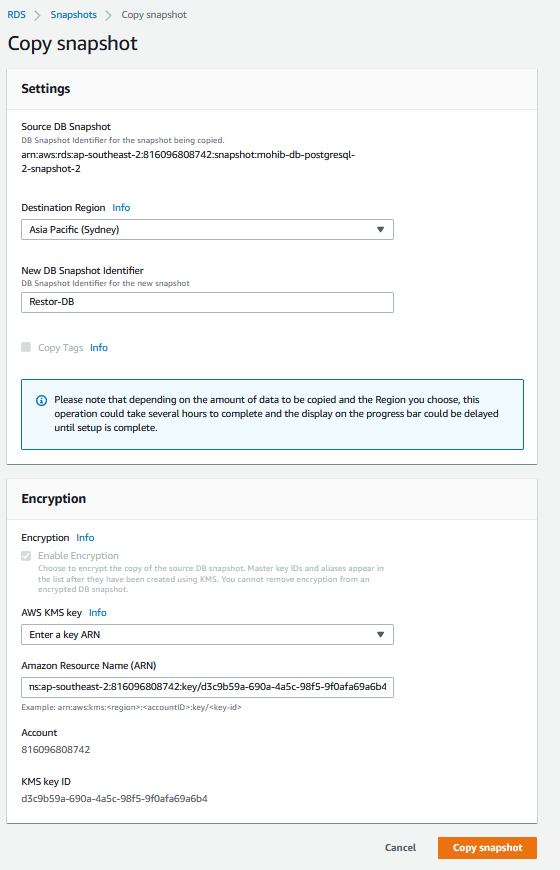 RDS > Snapshots > Copy snapshot
Copy snapshot
Settings
Source DB Snapshot
DB Snapshot Identifier for the snapshot being copied.
arn:aws:rds:ap-southeast-2:816096808742:snapshot:mohib-db-postgresql-
2-snapshot-2
Destination Region Info
Asia Pacific (Sydney)
New DB Snapshot Identifier
DB Snapshot Identifier for the new snapshot
Restor-DB
Copy Tags Info
Please note that depending on the amount of data to be copied and the Region you choose, this
operation could take several hours to complete and the display on the progress bar could be delayed
until setup is complete.
Encryption
Encryption Info
Enable Encryption
Choose to encrypt the copy of the source DB snapshot. Master key IDs and aliases appear in
the list after they have been created using KMS. You cannot remove encryption from an
encrypted DB snapshot.
AWS KMS key Info
Enter a key ARN
Amazon Resource Name (ARN)
ms:ap-southeast-2:816096808742:key/d3c9b59a-690a-4a5c-98f5-9f0afa69a6b4
Example: arn:aws:kms:<region>:<accountID>:key/<key-id>
Account
816096808742
KMS key ID
d3c9b59a-690a-4a5c-98f5-9f0afa69a6b4
Cancel Copy snapshot